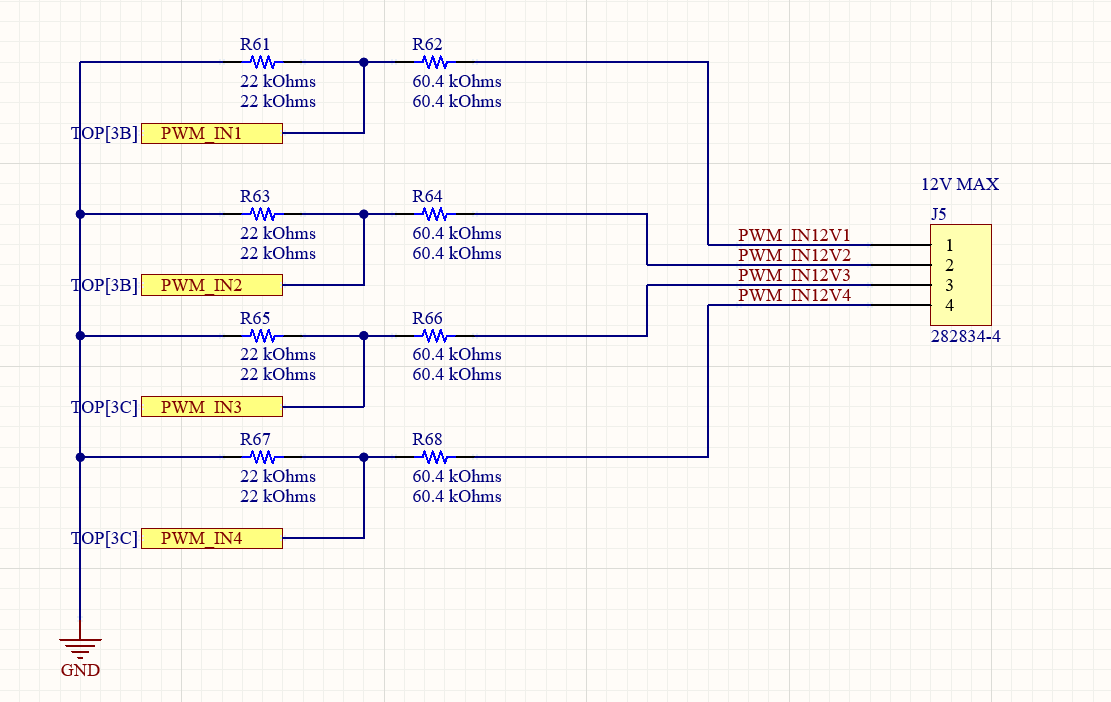 R61
R62
22 kOhms
60.4 kOhms
22 kOhms
60.4 kOhms
TOP[3B]
PWM_IN1
R63
R64
22 kOhms
60.4 kOhms
22 kOhms
60.4 kOhms
TOP[3B]
PWM_IN2
R65
R66
22 kOhms
60.4 kOhms
22 kOhms
60.4 kOhms
TOP[3C]
PWM_IN3
R67
R68
22 kOhms
60.4 kOhms
22 kOhms
60.4 kOhms
TOP[3C]
PWM_IN4
GND
12V MAX
J5
PWM_IN12V1
1
PWM_IN12V2
2
PWM_IN12V3
3
PWM_IN12V4
4
282834-4